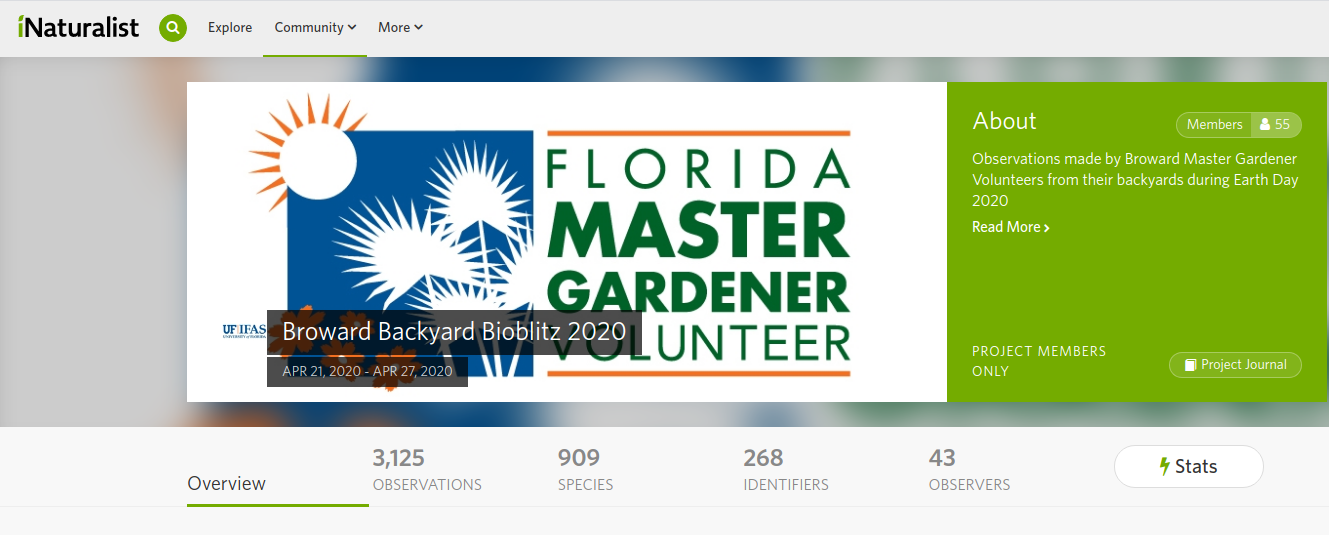 iNaturalist Explore Community More
FLORIDA
MASTER
GARDENER
VOLUNTEER
UF IFAS
UNIVERSITY of FLORIDA
Broward Backyard Bioblitz 2020
APR 21, 2020 - APR 27, 2020
About
Members 55
Observations made by Broward Master Gardener
Volunteers from their backyards during Earth Day
2020
Read More
PROJECT MEMBERS
ONLY
Project Journal
Overview
3,125
OBSERVATIONS
909
SPECIES
268
IDENTIFIERS
43
OBSERVERS
Stats